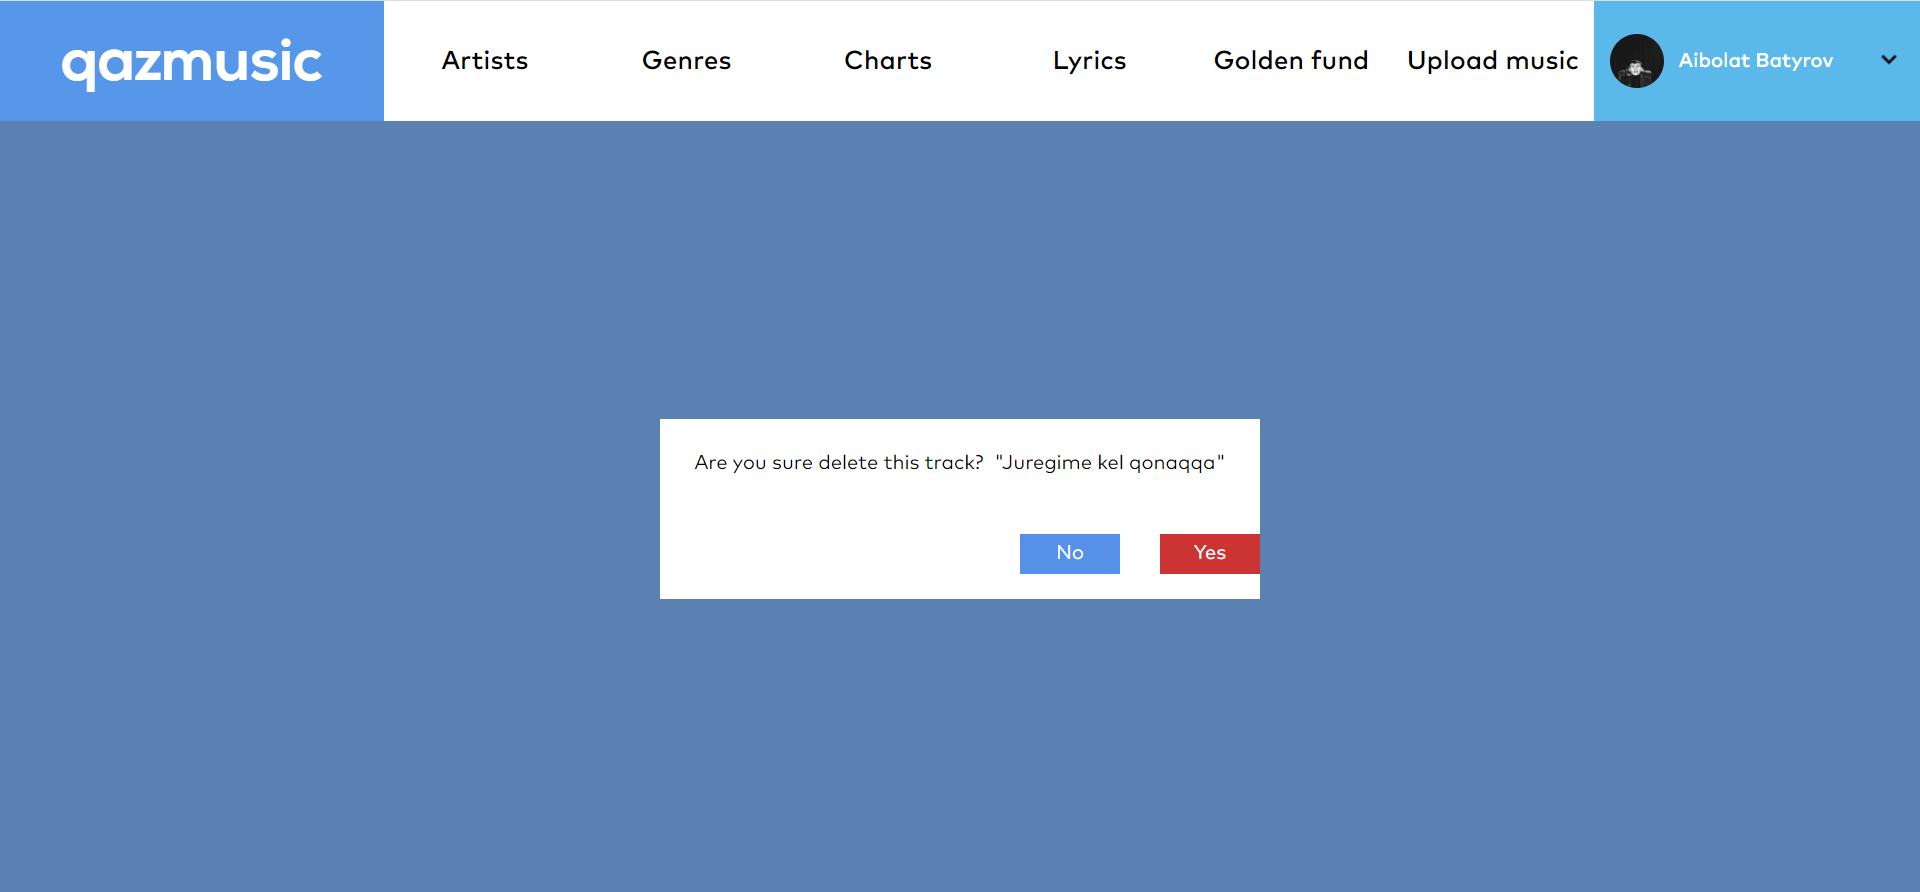 qazmusic
Artists Genres Charts Lyrics Golden fund Upload music Aibolat Batyrov
Are you sure delete this track? "Juregime kel qonaqqa"
No Yes